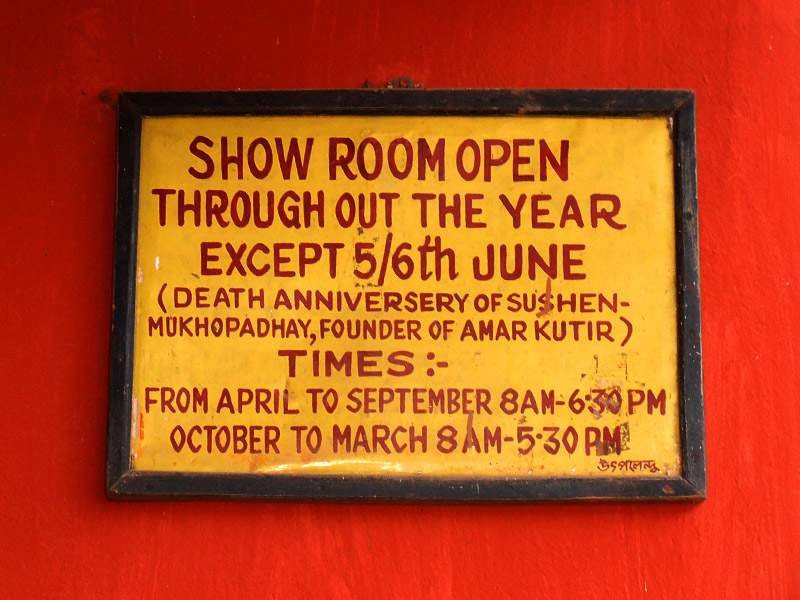 SHOW ROOM OPEN
THROUGH OUT THE YEAR
EXCEPT 5/6th JUNE
(DEATH ANNIVERSERY OF SUSHEN-
MUKHOPADHAY, FOUNDER OF AMAR KUTIR)
TIMES :-
FROM APRIL TO SEPTEMBER 8AM-6·30 PM
OCTOBER TO MARCH 8AM-5·30 PM
উৎপলেন্দু